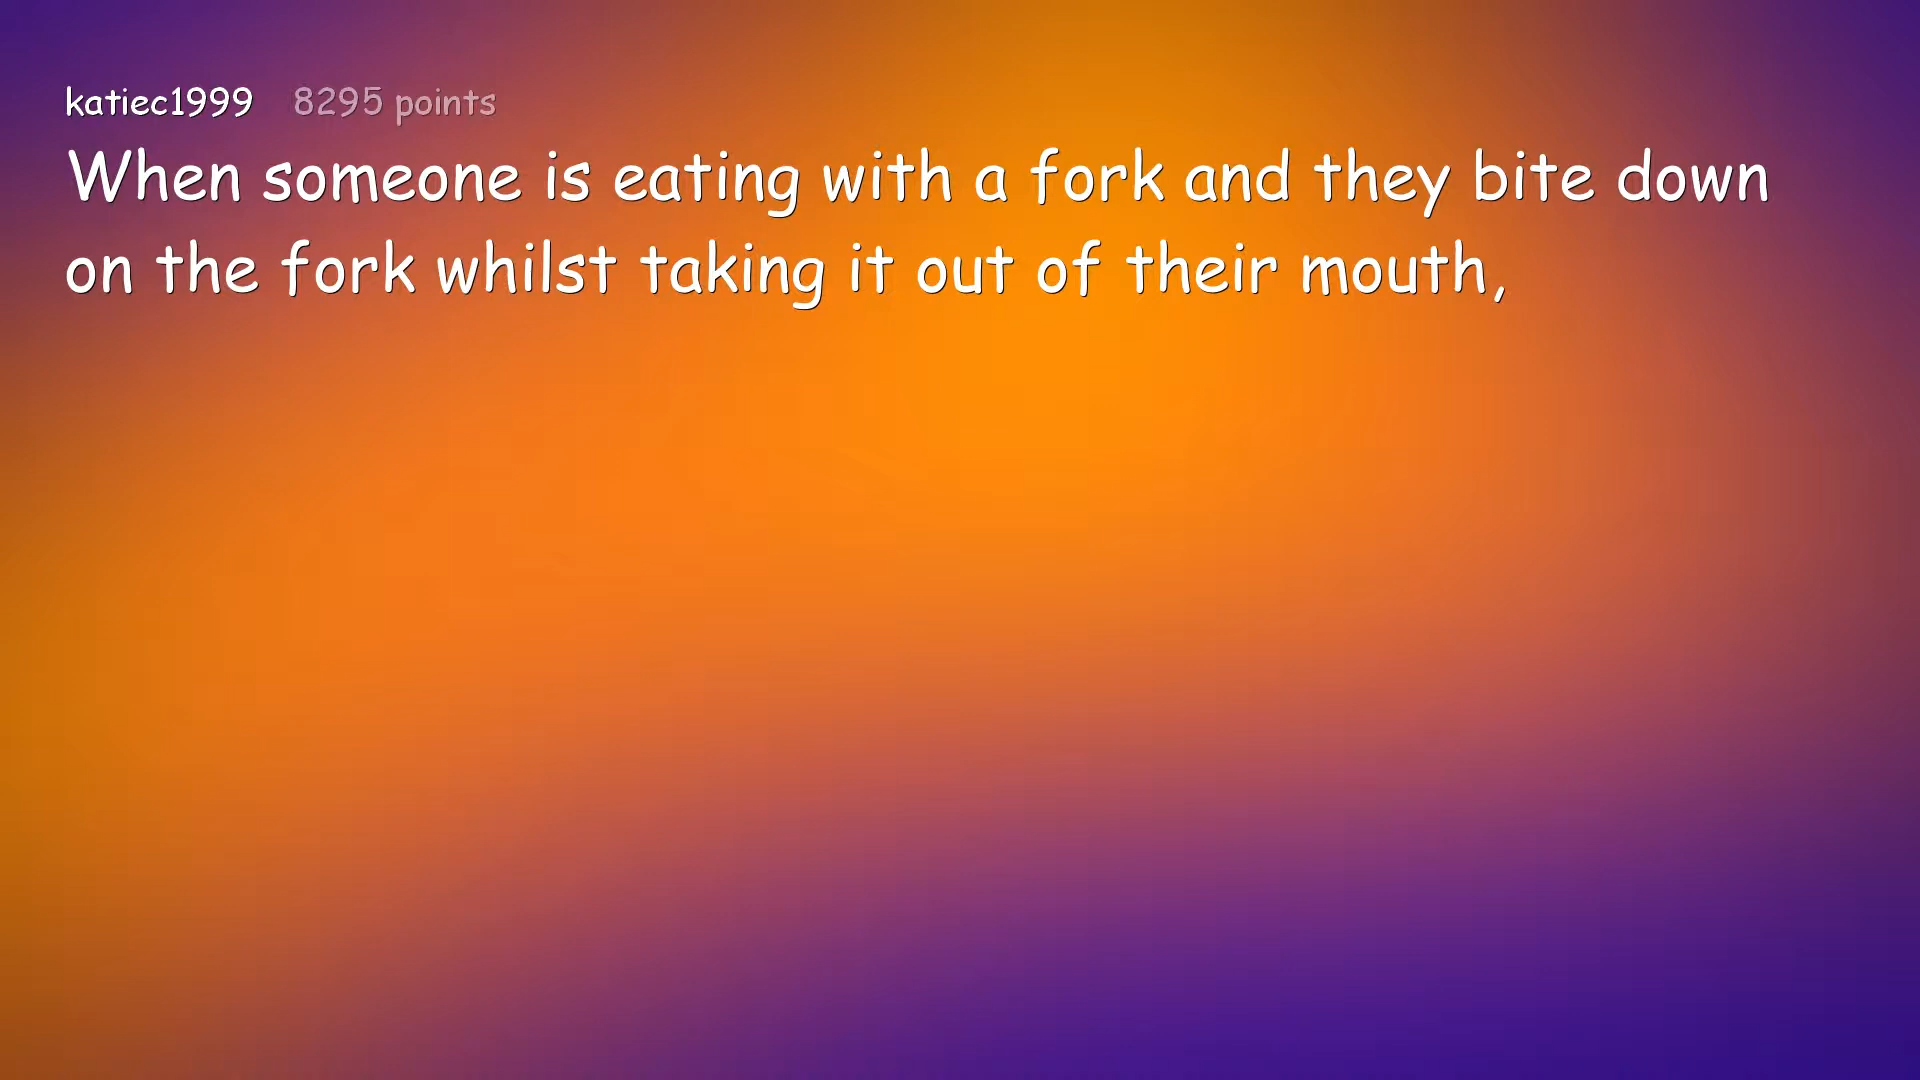 katiec1999 8295 points
When someone is eating with a fork and they bite down
on the fork whilst taking it out of their mouth,